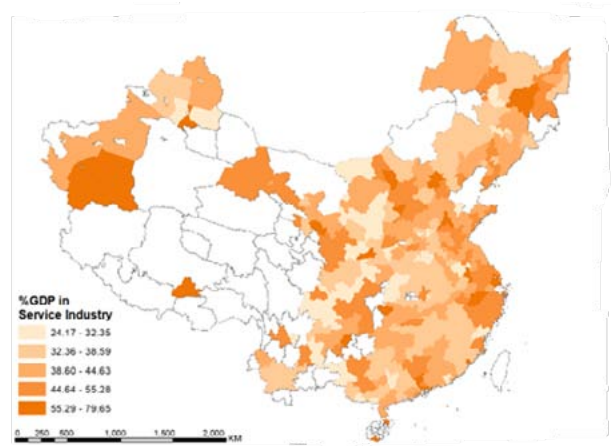 %GDP in
Service Industry
24.17 - 32.35
32.36 - 38.59
38.60 - 44.63
44.64 - 55.28
55.29 - 79.65
0 250 500 1,000 1,500 2,000 KM